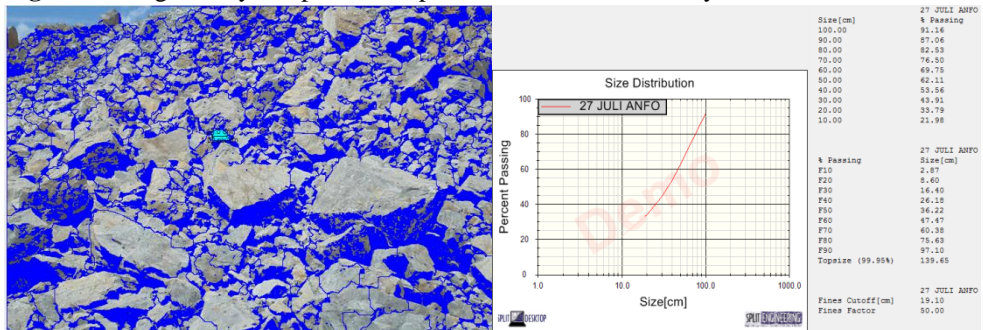 27 JULI ANFO
Size[cm] % Passing
100.00 91.16
90.00 87.06
80.00 82.53
70.00 76.50
60.00 69.75
50.00 62.11
40.00 53.56
30.00 43.91
20.00 33.79
10.00 21.98
27 JULI ANFO
% Passing Size[cm]
F10 2.87
F20 8.60
F30 16.40
F40 26.18
F50 36.22
F60 47.47
F70 60.38
F80 75.63
F90 97.10
Topsize (99.95%) 139.65
27 JULI ANFO
Fines Cutoff[cm] 19.10
Fines Factor 50.00
Size Distribution
27 JULI ANFO
100
80
60
40
20
0
Percent Passing
Demo
1.0 10.0 100.0 1000.0
Size[cm]
SPLIT DESKTOP
SPLIT ENGINEERING